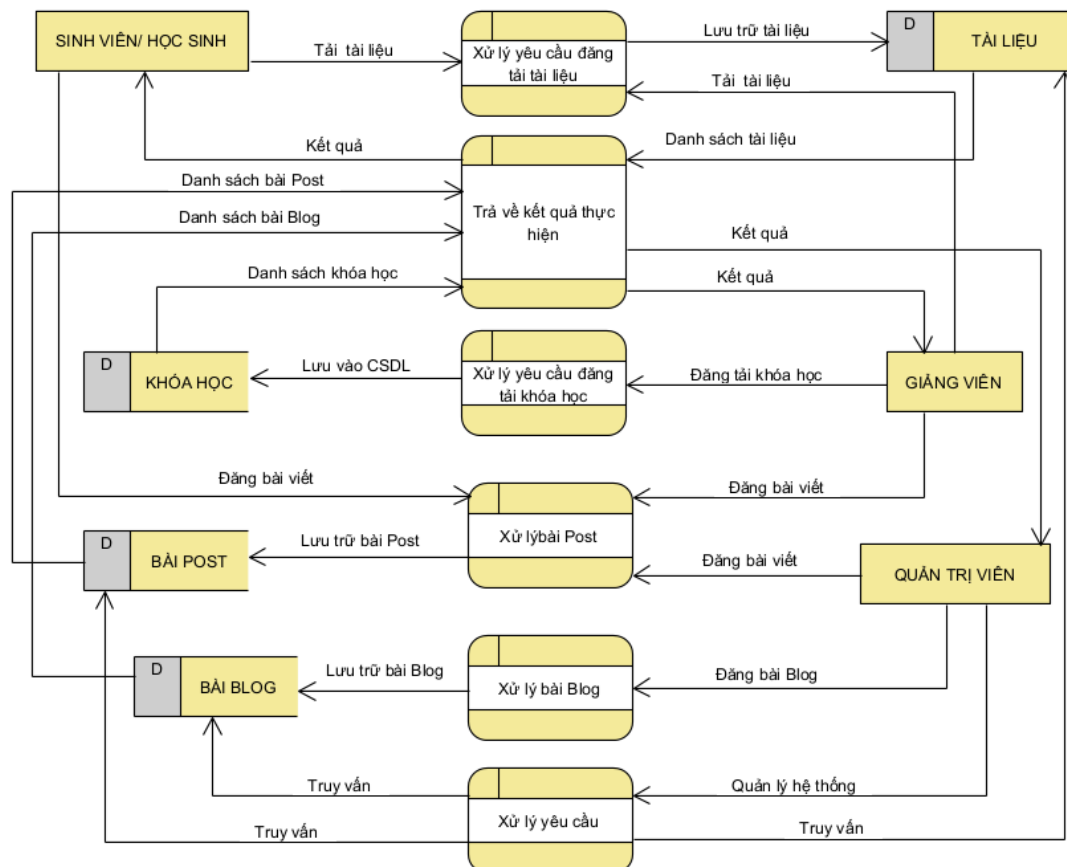 SINH VIÊN/ HỌC SINH
Tải tài liệu
Xử lý yêu cầu đăng
tải tài liệu
Lưu trữ tài liệu
D
TÀI LIỆU
Tải tài liệu
Danh sách tài liệu
Kết quả
Danh sách bài Post
Danh sách bài Blog
Trả về kết quả thực
hiện
Kết quả
Danh sách khóa học
Kết quả
D
KHÓA HỌC
Lưu vào CSDL
Xử lý yêu cầu đăng
tải khóa học
Đăng tải khóa học
GIẢNG VIÊN
Đăng bài viết
Đăng bài viết
D
BÀI POST
Lưu trữ bài Post
Xử lýbài Post
Đăng bài viết
QUẢN TRỊ VIÊN
D
BÀI BLOG
Lưu trữ bài Blog
Xử lý bài Blog
Đăng bài Blog
Truy vấn
Quản lý hệ thống
Truy vấn
Xử lý yêu cầu
Truy vấn